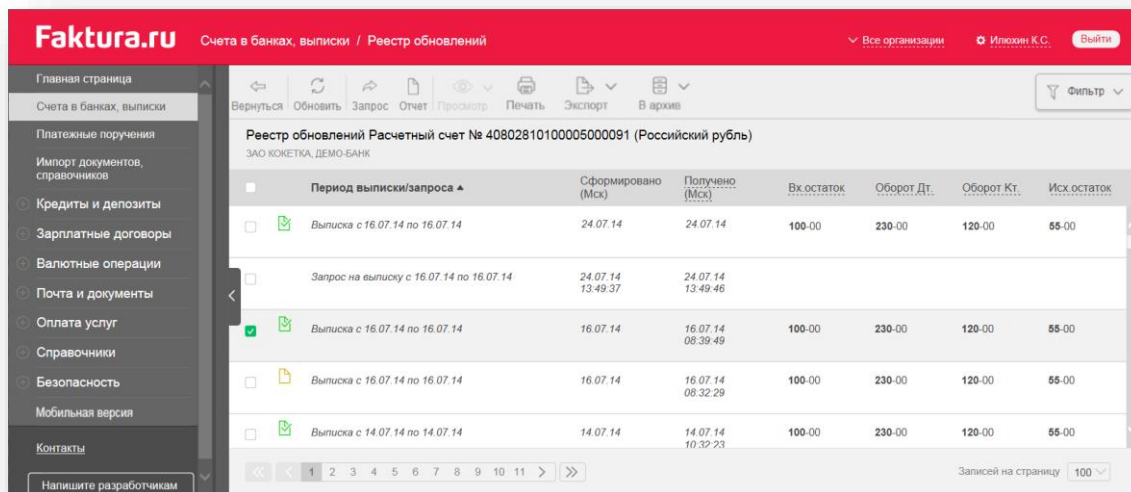 Faktura.ru
Счета в банках, выписки / Реестр обновлений
Все организации
Илюхин К.С.
Выйти
Главная страница
Счета в банках, выписки
Платежные поручения
Импорт документов,
справочников
Кредиты и депозиты
Зарплатные договоры
Валютные операции
Почта и документы
Оплата услуг
Справочники
Безопасность
Мобильная версия
Контакты
Напишите разработчикам
Вернуться Обновить Запрос Отчет Просмотр Печать Экспорт В архив
Фильтр
Реестр обновлений Расчетный счет № 40802810100005000091 (Российский рубль)
ЗАО КОКЕТКА, ДЕМО-БАНК
Период выписки/запроса Сформировано (Мск) Получено (Мск) Вх.остаток Оборот Дт. Оборот Кт. Исх.остаток
Выписка с 16.07.14 по 16.07.14 24.07.14 24.07.14 100-00 230-00 120-00 55-00
Запрос на выписку с 16.07.14 по 16.07.14 24.07.14 24.07.14
13:49:37 13:49:46
Выписка с 16.07.14 по 16.07.14 16.07.14 16.07.14 100-00 230-00 120-00 55-00
08:39:49
Выписка с 16.07.14 по 16.07.14 16.07.14 16.07.14 100-00 230-00 120-00 55-00
08:32:29
Выписка с 14.07.14 по 14.07.14 14.07.14 14.07.14 100-00 230-00 120-00 55-00
10:32:23
1 2 3 4 5 6 7 8 9 10 11
Записей на страницу 100